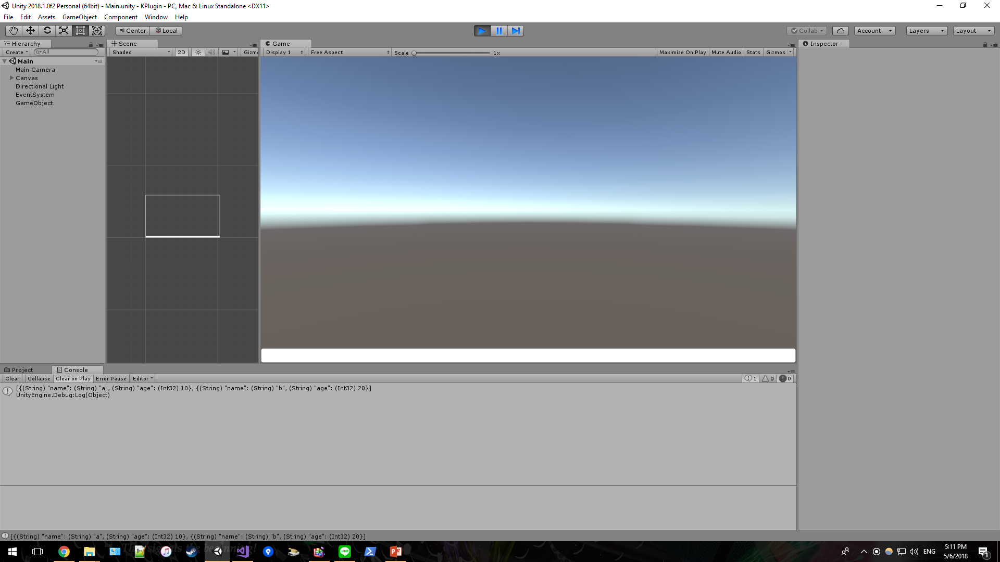 Unity 2018.1.0f2 Personal (64bit) - Main.unity - KPlugin - PC, Mac & Linux Standalone <DX11>
File Edit Assets GameObject Component Window Help
Center Local Collab Account Layers Layout
Hierarchy Scene Game Inspector
Create All Shaded 2D Gizmo Display 1 Free Aspect Scale 1x Maximize On Play Mute Audio Stats Gizmos
Main
Main Camera
Canvas
Directional Light
EventSystem
GameObject
Project Console
Clear Collapse Clear on Play Error Pause Editor 1 0 0
[{(String) "name": (String) "a", (String) "age": (Int32) 10}, {(String) "name": (String) "b", (String) "age": (Int32) 20}]
UnityEngine.Debug:Log(Object)
[{(String) "name": (String) "a", (String) "age": (Int32) 10}, {(String) "name": (String) "b", (String) "age": (Int32) 20}]
LINE
ENG
5:11 PM
5/6/2018
1